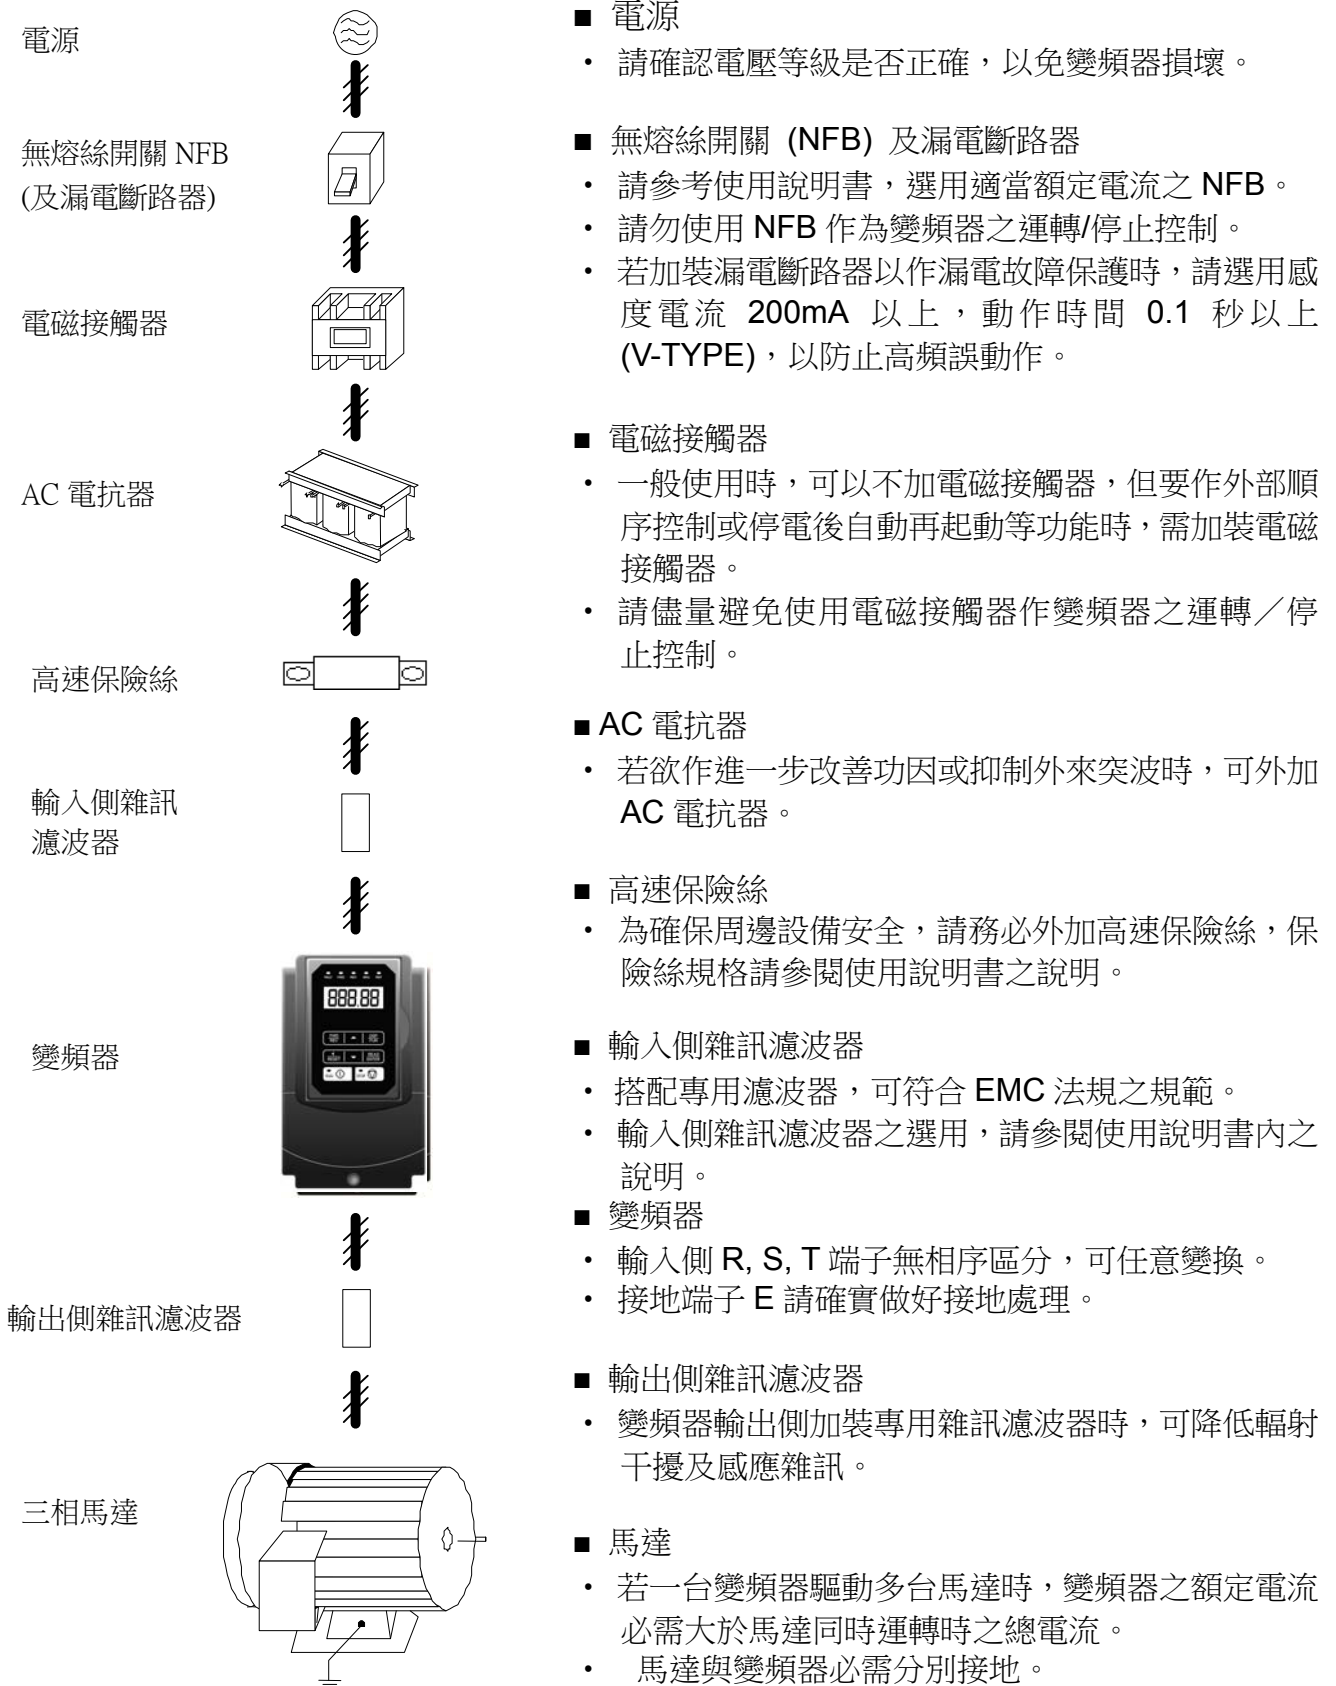 電源
無熔絲開關 NFB
(及漏電斷路器)
電磁接觸器
AC 電抗器
高速保險絲
輸入側雜訊
濾波器
888.88
變頻器
輸出側雜訊濾波器
三相馬達
■ 電源
・ 請確認電壓等級是否正確，以免變頻器損壞。
■ 無熔絲開關 (NFB) 及漏電斷路器
・ 請參考使用說明書，選用適當額定電流之 NFB。
・ 請勿使用 NFB 作為變頻器之運轉/停止控制。
・ 若加裝漏電斷路器以作漏電故障保護時，請選用感
度電流 200mA 以上，動作時間 0.1 秒以上
(V-TYPE)，以防止高頻誤動作。
■ 電磁接觸器
・ 一般使用時，可以不加電磁接觸器，但要作外部順
序控制或停電後自動再起動等功能時，需加裝電磁
接觸器。
・ 請儘量避免使用電磁接觸器作變頻器之運轉／停
止控制。
■ AC 電抗器
・ 若欲作進一步改善功因或抑制外來突波時，可外加
AC 電抗器。
■ 高速保險絲
・ 為確保周邊設備安全，請務必外加高速保險絲，保
險絲規格請參閱使用說明書之說明。
■ 輸入側雜訊濾波器
・ 搭配專用濾波器，可符合 EMC 法規之規範。
・ 輸入側雜訊濾波器之選用，請參閱使用說明書內之
說明。
■ 變頻器
・ 輸入側 R, S, T 端子無相序區分，可任意變換。
・ 接地端子 E 請確實做好接地處理。
■ 輸出側雜訊濾波器
・ 變頻器輸出側加裝專用雜訊濾波器時，可降低輻射
干擾及感應雜訊。
■ 馬達
・ 若一台變頻器驅動多台馬達時，變頻器之額定電流
必需大於馬達同時運轉時之總電流。
・ 馬達與變頻器必需分別接地。